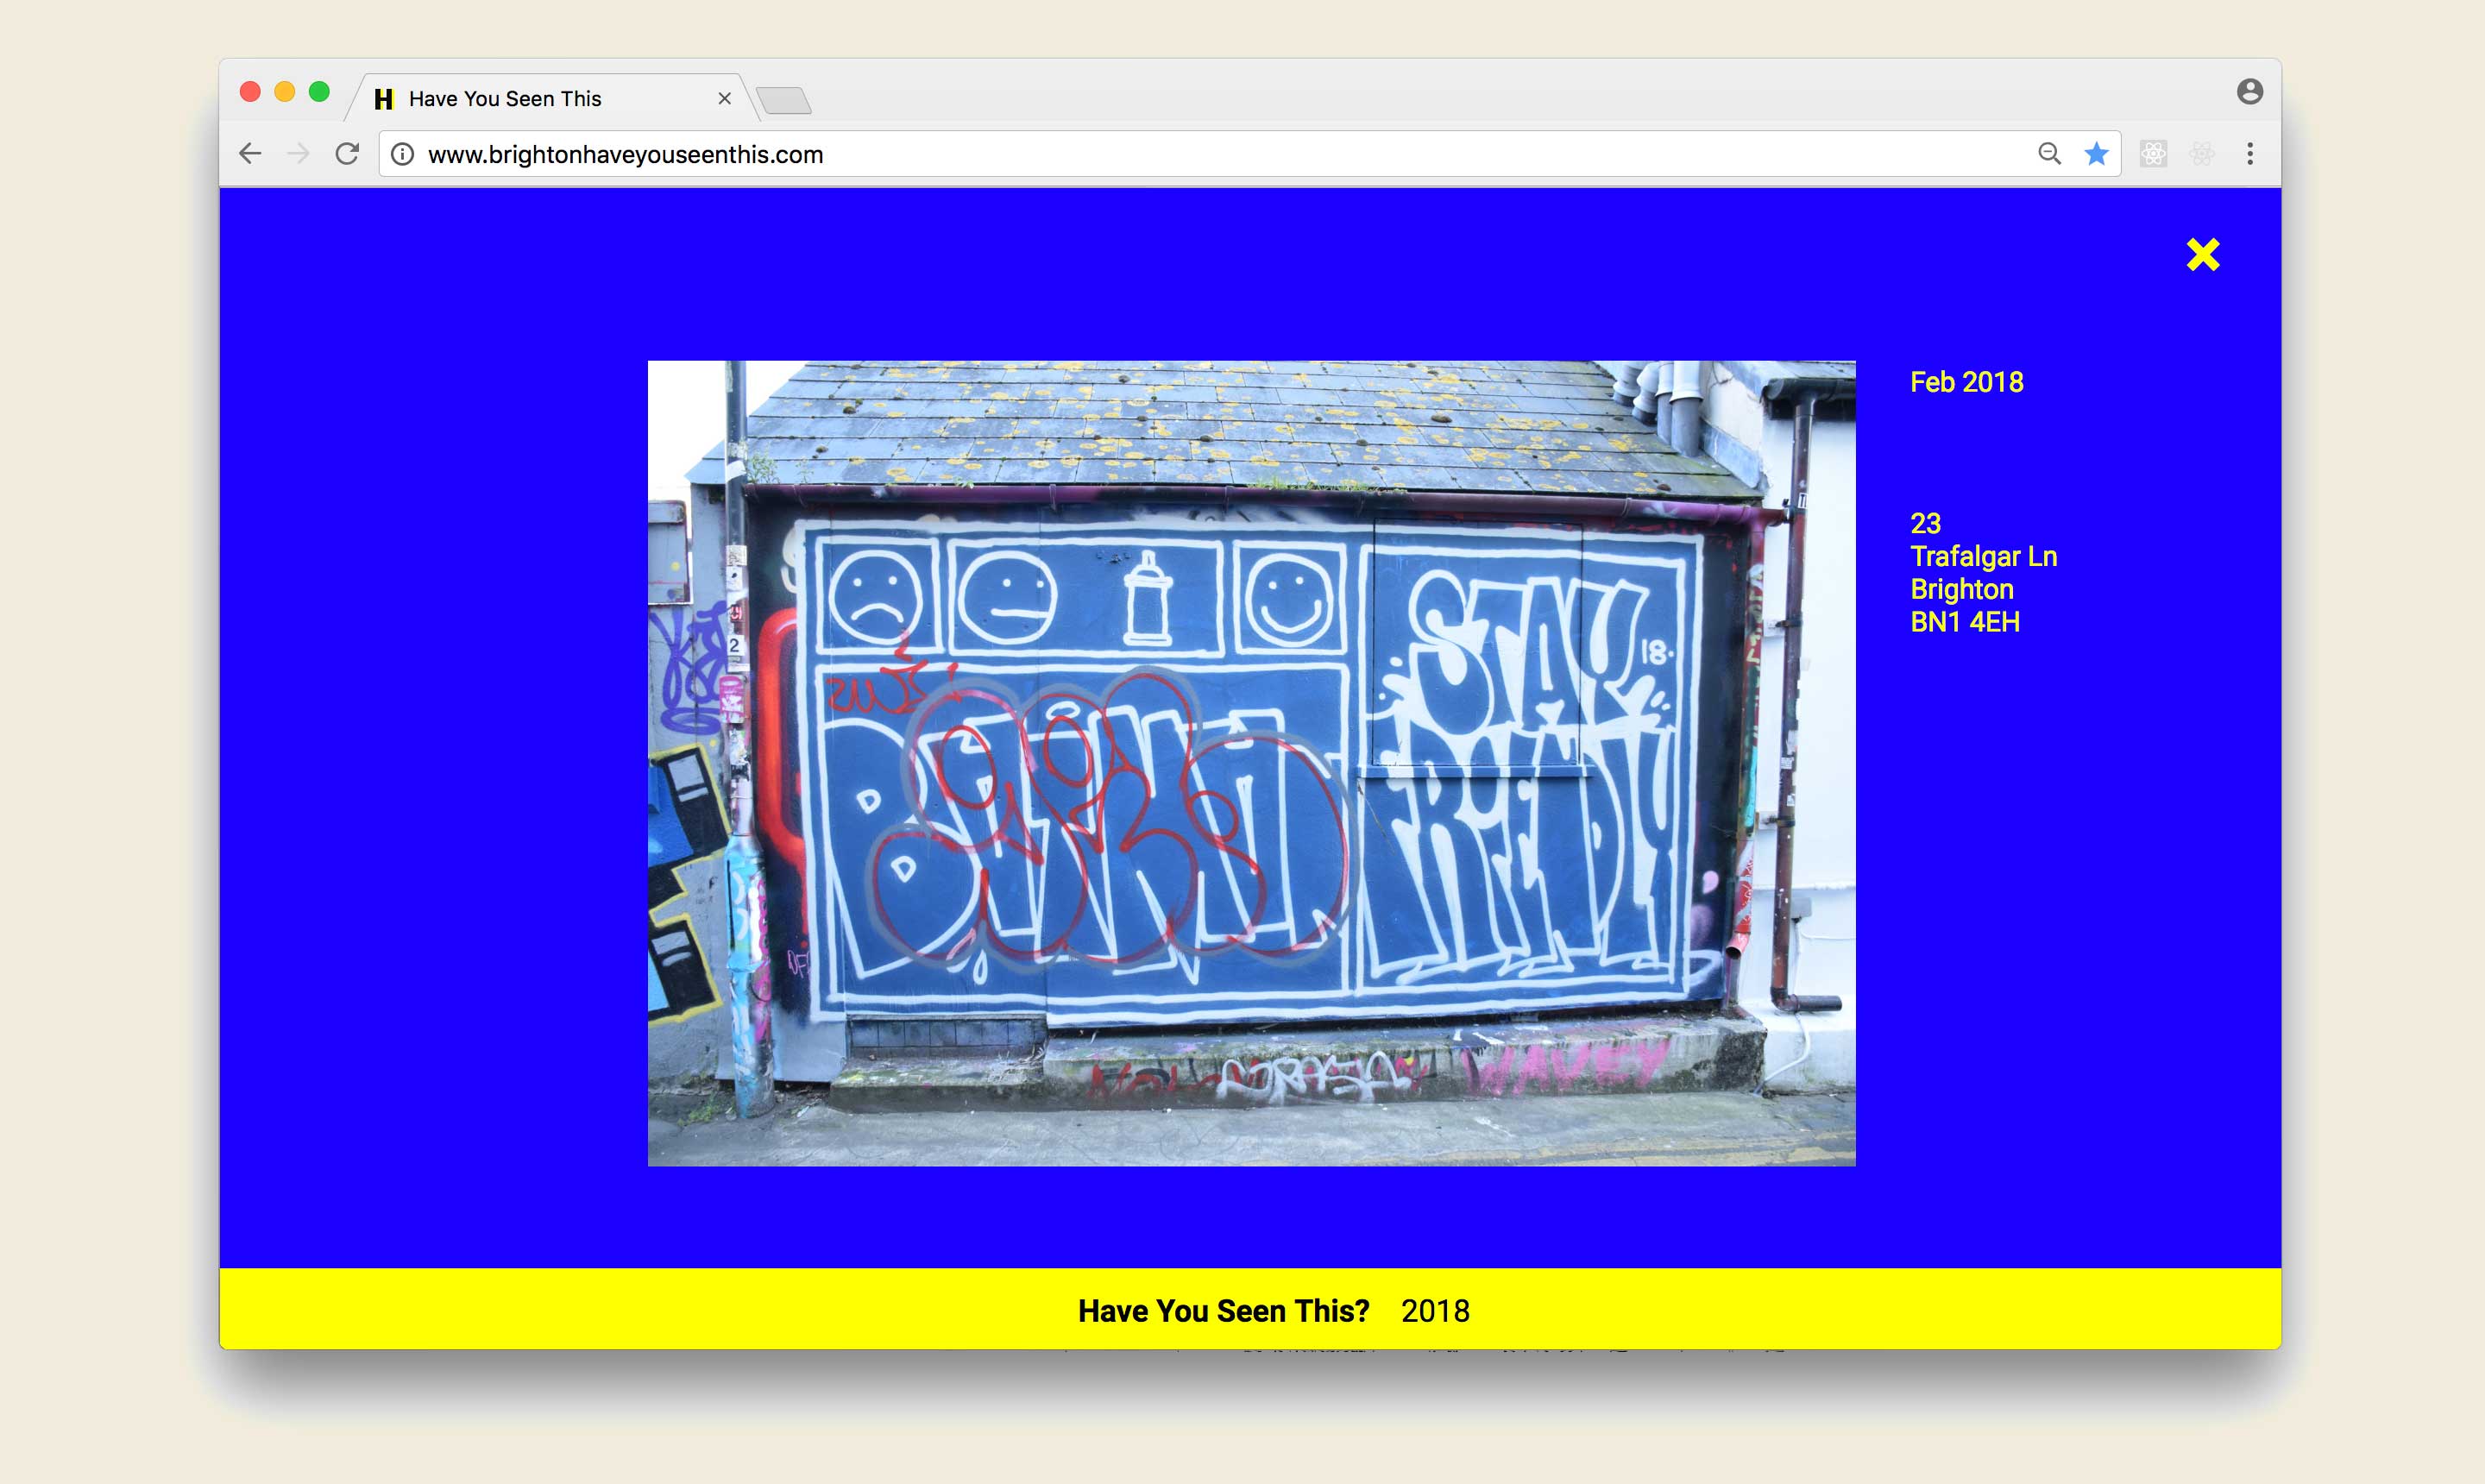 Have You Seen This
www.brightonhaveyouseenthis.com
Feb 2018
23
Trafalgar Ln
Brighton
BN1 4EH
STAY
18
READY
2
WAVEY
Have You Seen This? 2018